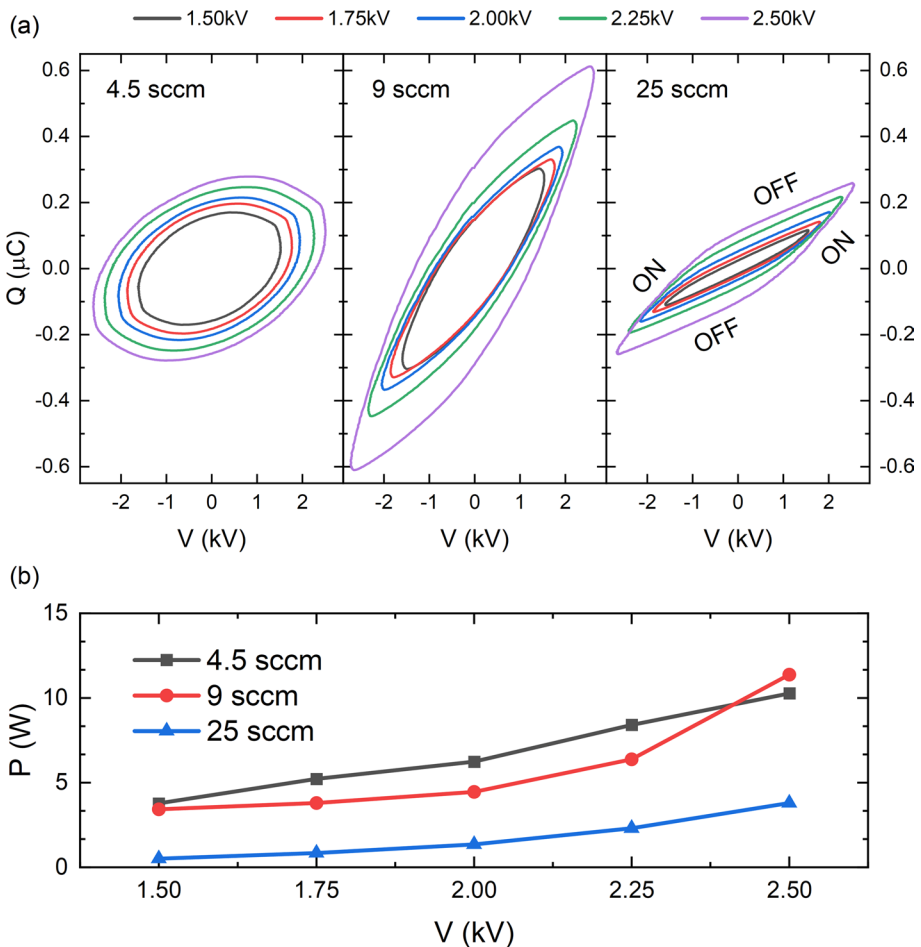 (a)
1.50kV 1.75kV 2.00kV 2.25kV 2.50kV
4.5 sccm 9 sccm 25 sccm
0.6 0.6
0.4 0.4
0.2 0.2
0.0 0.0
-0.2 -0.2
-0.4 -0.4
-0.6 -0.6
Q (μC)
OFF
ON
ON
OFF
-2 -1 0 1 2 -2 -1 0 1 2 -2 -1 0 1 2
V (kV) V (kV) V (kV)
(b)
15
10
5
0
P (W)
4.5 sccm
9 sccm
25 sccm
1.50 1.75 2.00 2.25 2.50
V (kV)